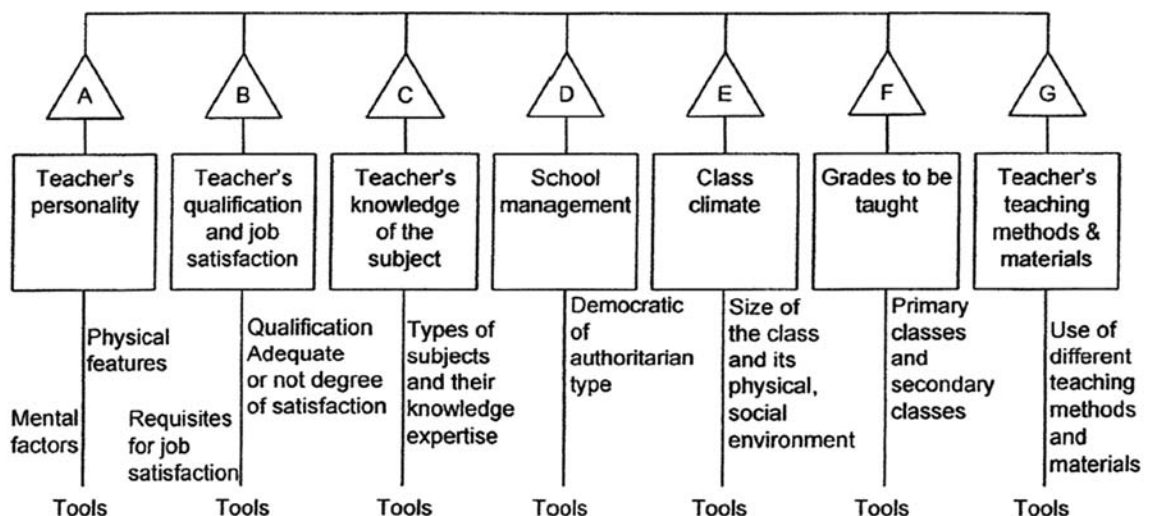 A
B
C
D
E
F
G
Teacher's
personality
Teacher's
qualification
and job
satisfaction
Teacher's
knowledge
of the
subject
School
management
Class
climate
Grades to be
taught
Teacher's
teaching
methods &
materials
Physical
features
Mental
factors
Qualification
Adequate
or not degree
of satisfaction
Requisites
for job
satisfaction
Types of
subjects
and their
knowledge
expertise
Democratic
of
authoritarian
type
Size of
the class
and its
physical,
social
environment
Primary
classes
and
secondary
classes
Use of
different
teaching
methods
and
materials
Tools
Tools
Tools
Tools
Tools
Tools
Tools